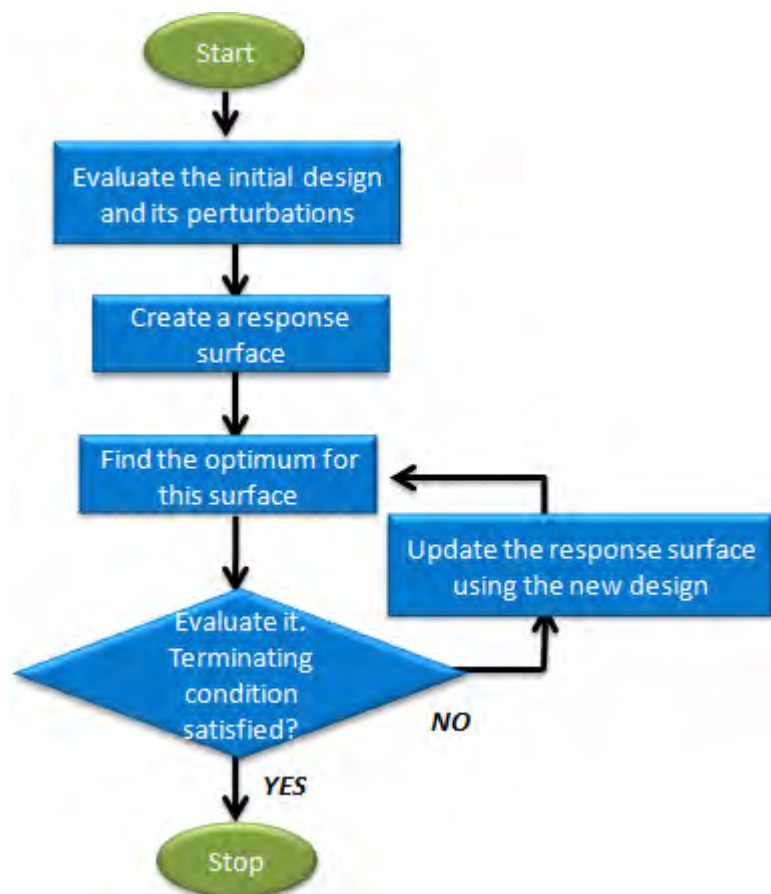 Start
Evaluate the initial design
and its perturbations
Create a response
surface
Find the optimum for
this surface
Update the response surface
using the new design
Evaluate it.
Terminating
condition
satisfied?
NO
YES
Stop